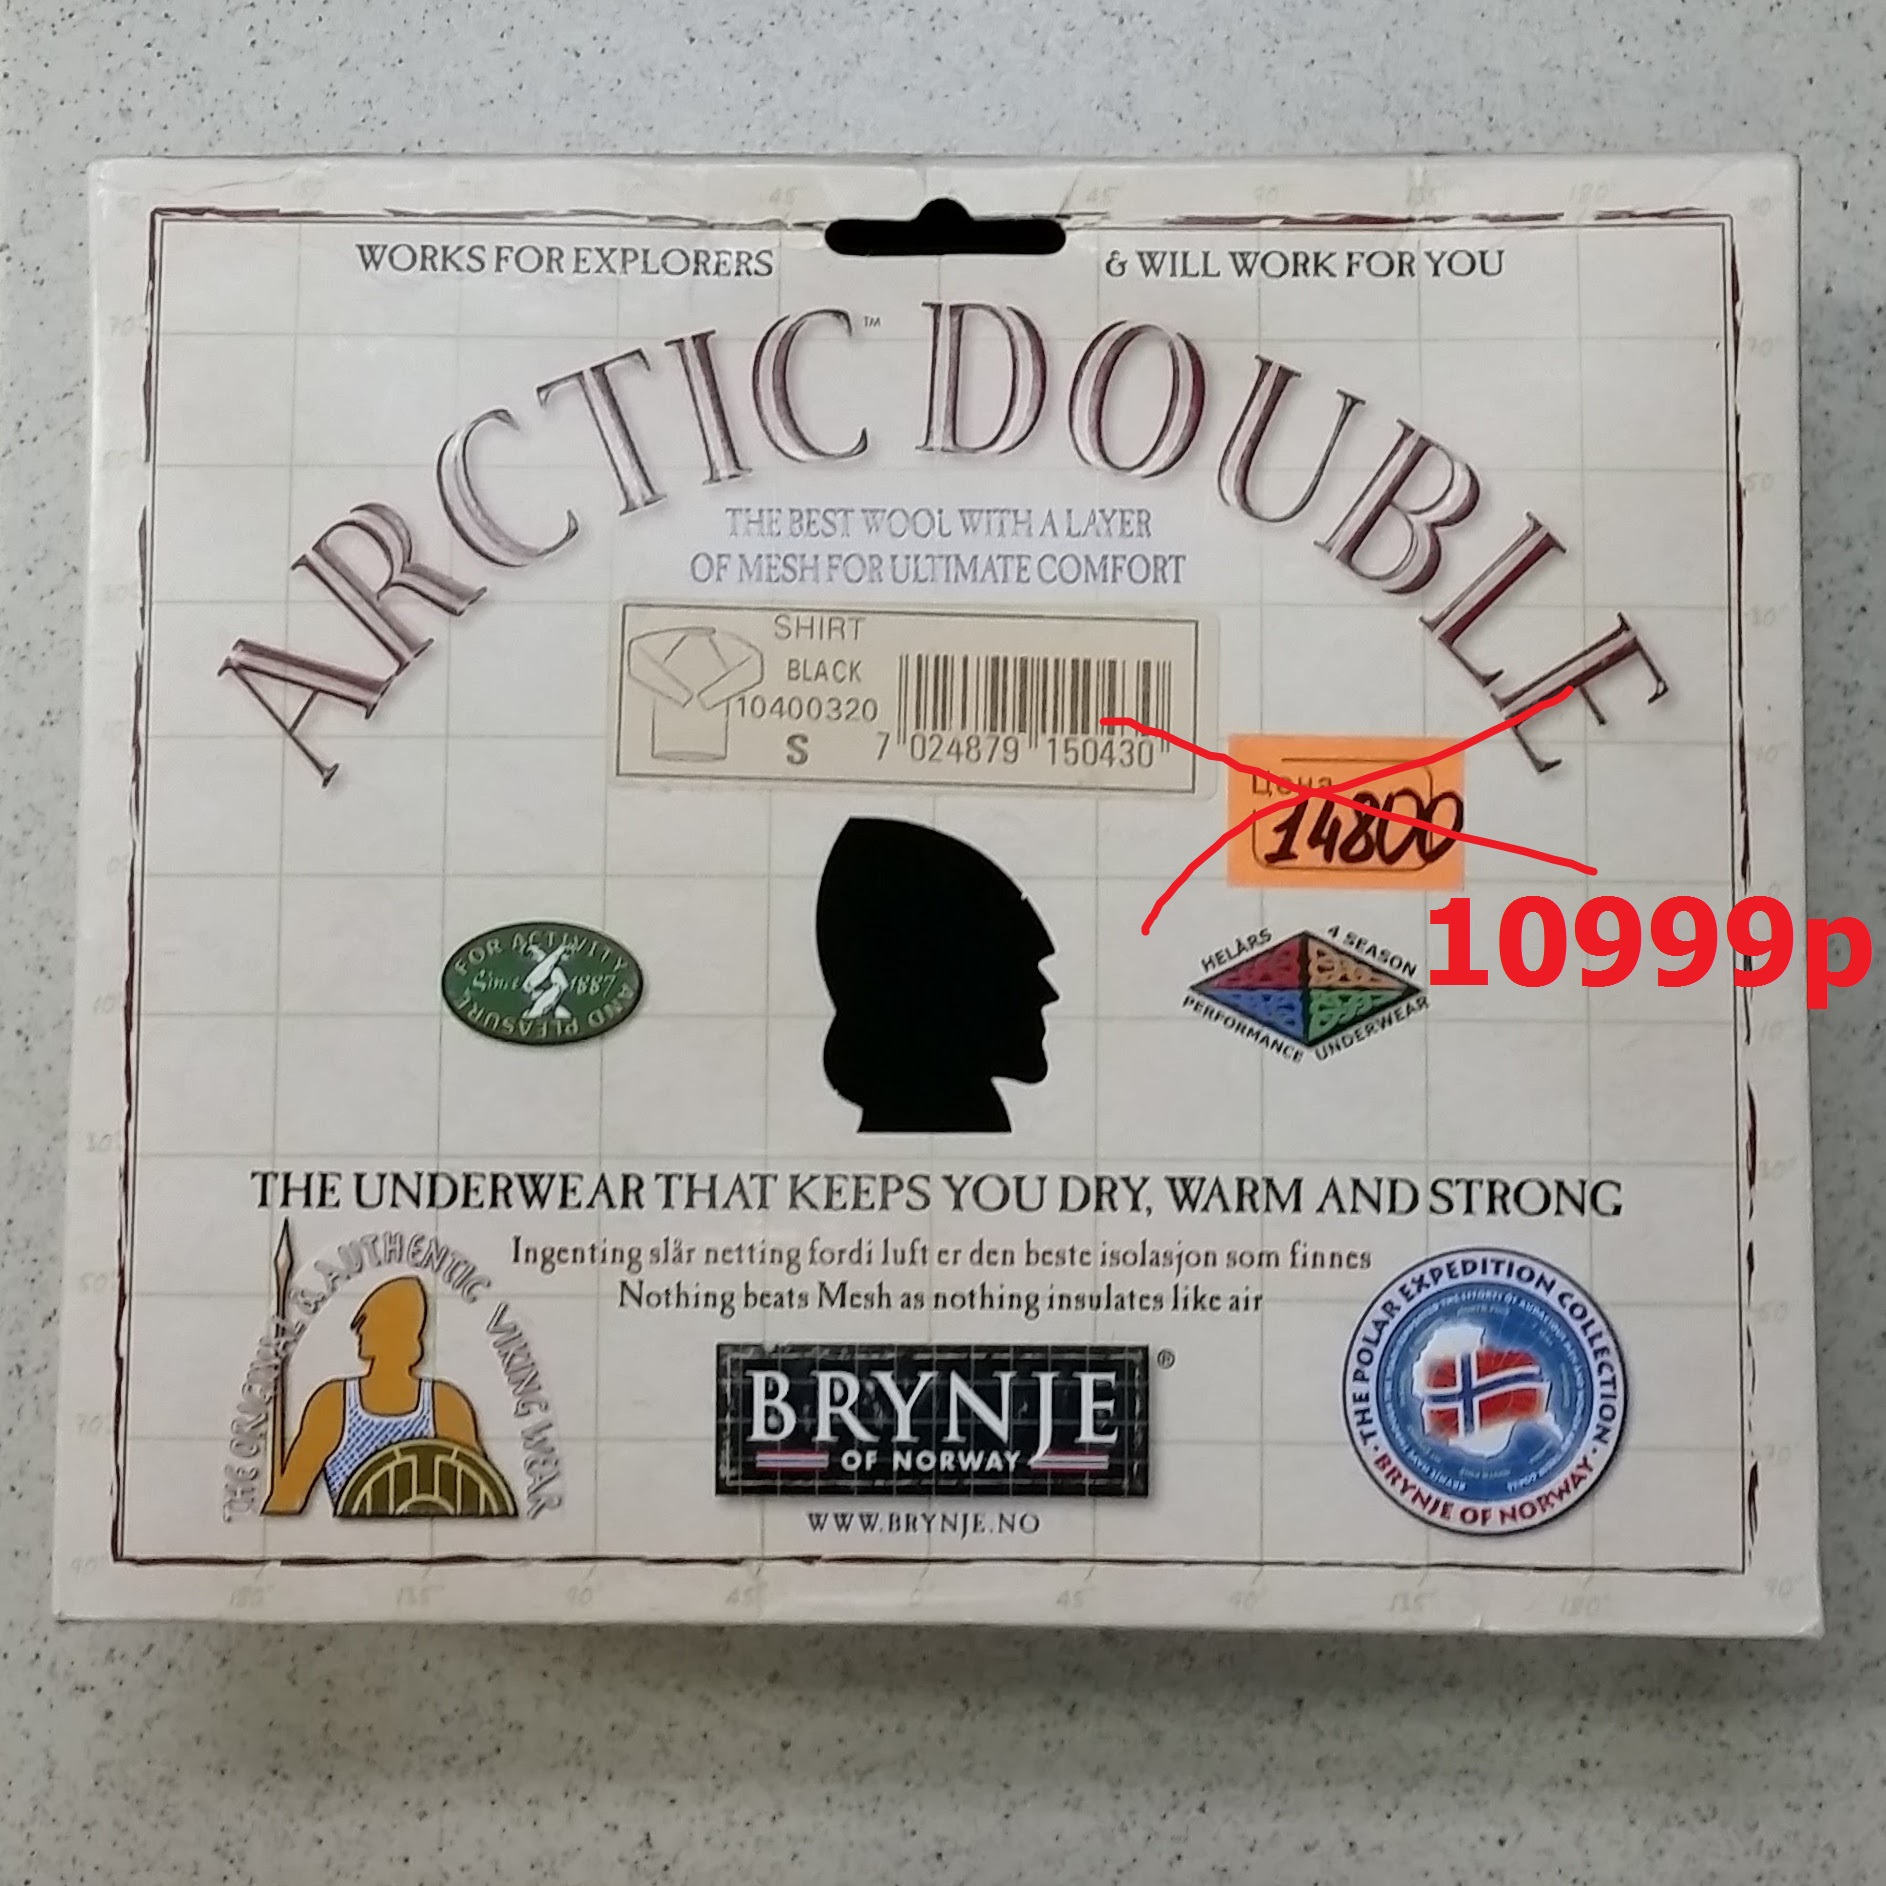 WORKS FOR EXPLORERS & WILL WORK FOR YOU
ARCTIC™ DOUBLE
THE BEST WOOL WITH A LAYER
OF MESH FOR ULTIMATE COMFORT
SHIRT
BLACK
10400320
S
7 024879 150430
Цена
14800
10999р
FOR ACTIVITY AND PLEASURE
Since 1887
HELÅRS 4 SEASON
PERFORMANCE UNDERWEAR
THE UNDERWEAR THAT KEEPS YOU DRY, WARM AND STRONG
Ingenting slår netting fordi luft er den beste isolasjon som finnes
Nothing beats Mesh as nothing insulates like air
THE ORIGINAL & AUTHENTIC VIKING WEAR
BRYNJE®
OF NORWAY
WWW.BRYNJE.NO
THE POLAR EXPEDITION COLLECTION
BRYNJE OF NORWAY